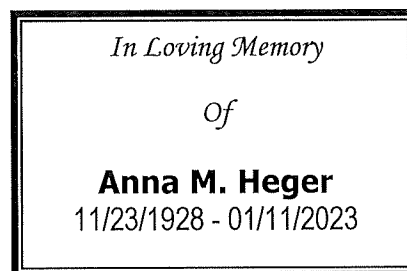 In Loving Memory
Of
Anna M. Heger
11/23/1928 - 01/11/2023